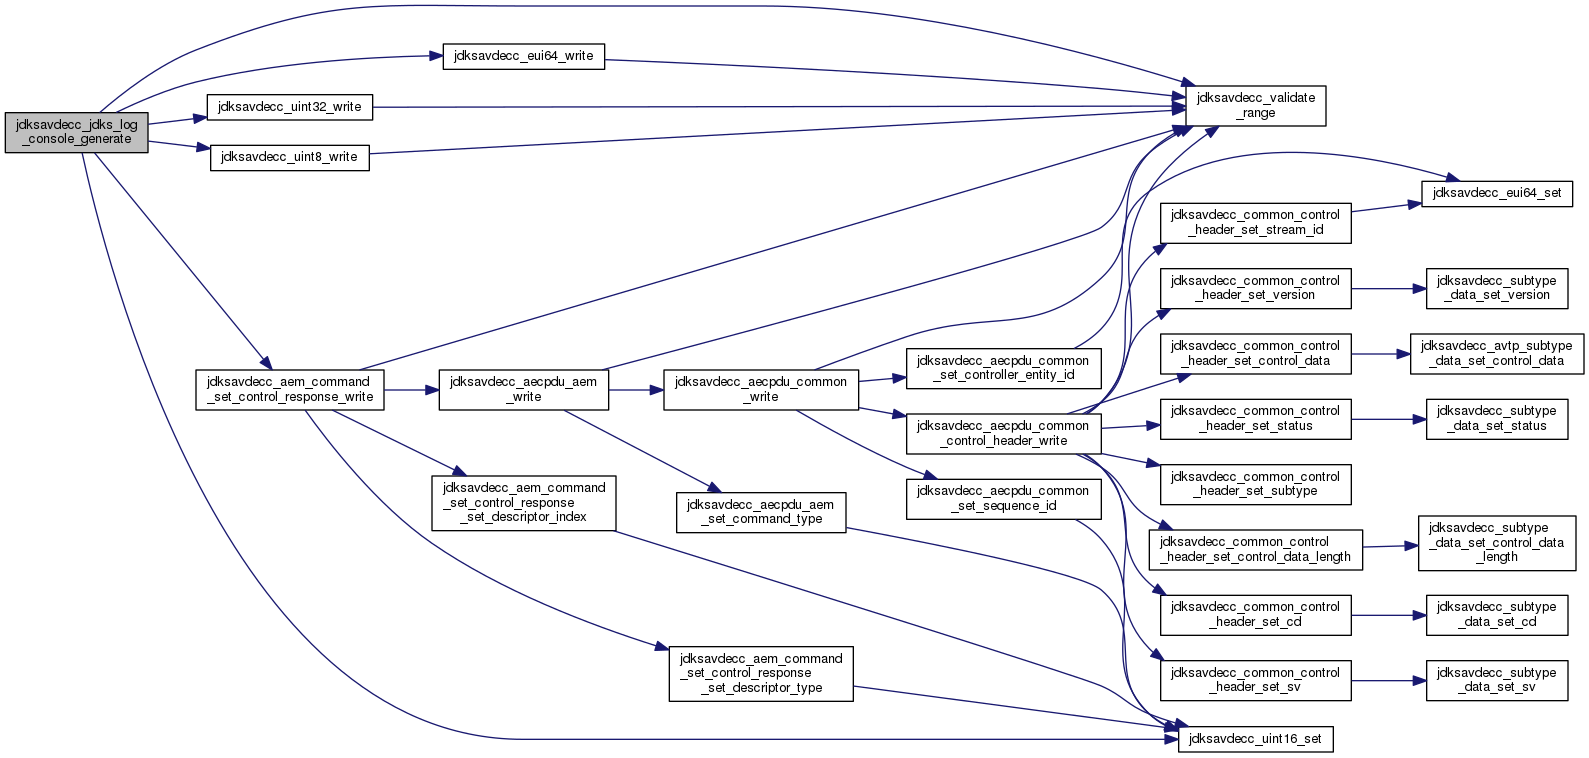 jdksavdecc_jdks_log
_console_generate
jdksavdecc_eui64_write
jdksavdecc_uint32_write
jdksavdecc_uint8_write
jdksavdecc_validate
_range
jdksavdecc_aem_command
_set_control_response_write
jdksavdecc_aecpdu_aem
_write
jdksavdecc_aecpdu_common
_write
jdksavdecc_aem_command
_set_control_response
_set_descriptor_index
jdksavdecc_aecpdu_aem
_set_command_type
jdksavdecc_aem_command
_set_control_response
_set_descriptor_type
jdksavdecc_aecpdu_common
_set_controller_entity_id
jdksavdecc_aecpdu_common
_control_header_write
jdksavdecc_aecpdu_common
_set_sequence_id
jdksavdecc_common_control
_header_set_stream_id
jdksavdecc_common_control
_header_set_version
jdksavdecc_common_control
_header_set_control_data
jdksavdecc_common_control
_header_set_status
jdksavdecc_common_control
_header_set_subtype
jdksavdecc_common_control
_header_set_control_data_length
jdksavdecc_common_control
_header_set_cd
jdksavdecc_common_control
_header_set_sv
jdksavdecc_uint16_set
jdksavdecc_eui64_set
jdksavdecc_subtype
_data_set_version
jdksavdecc_avtp_subtype
_data_set_control_data
jdksavdecc_subtype
_data_set_status
jdksavdecc_subtype
_data_set_control_data
_length
jdksavdecc_subtype
_data_set_cd
jdksavdecc_subtype
_data_set_sv